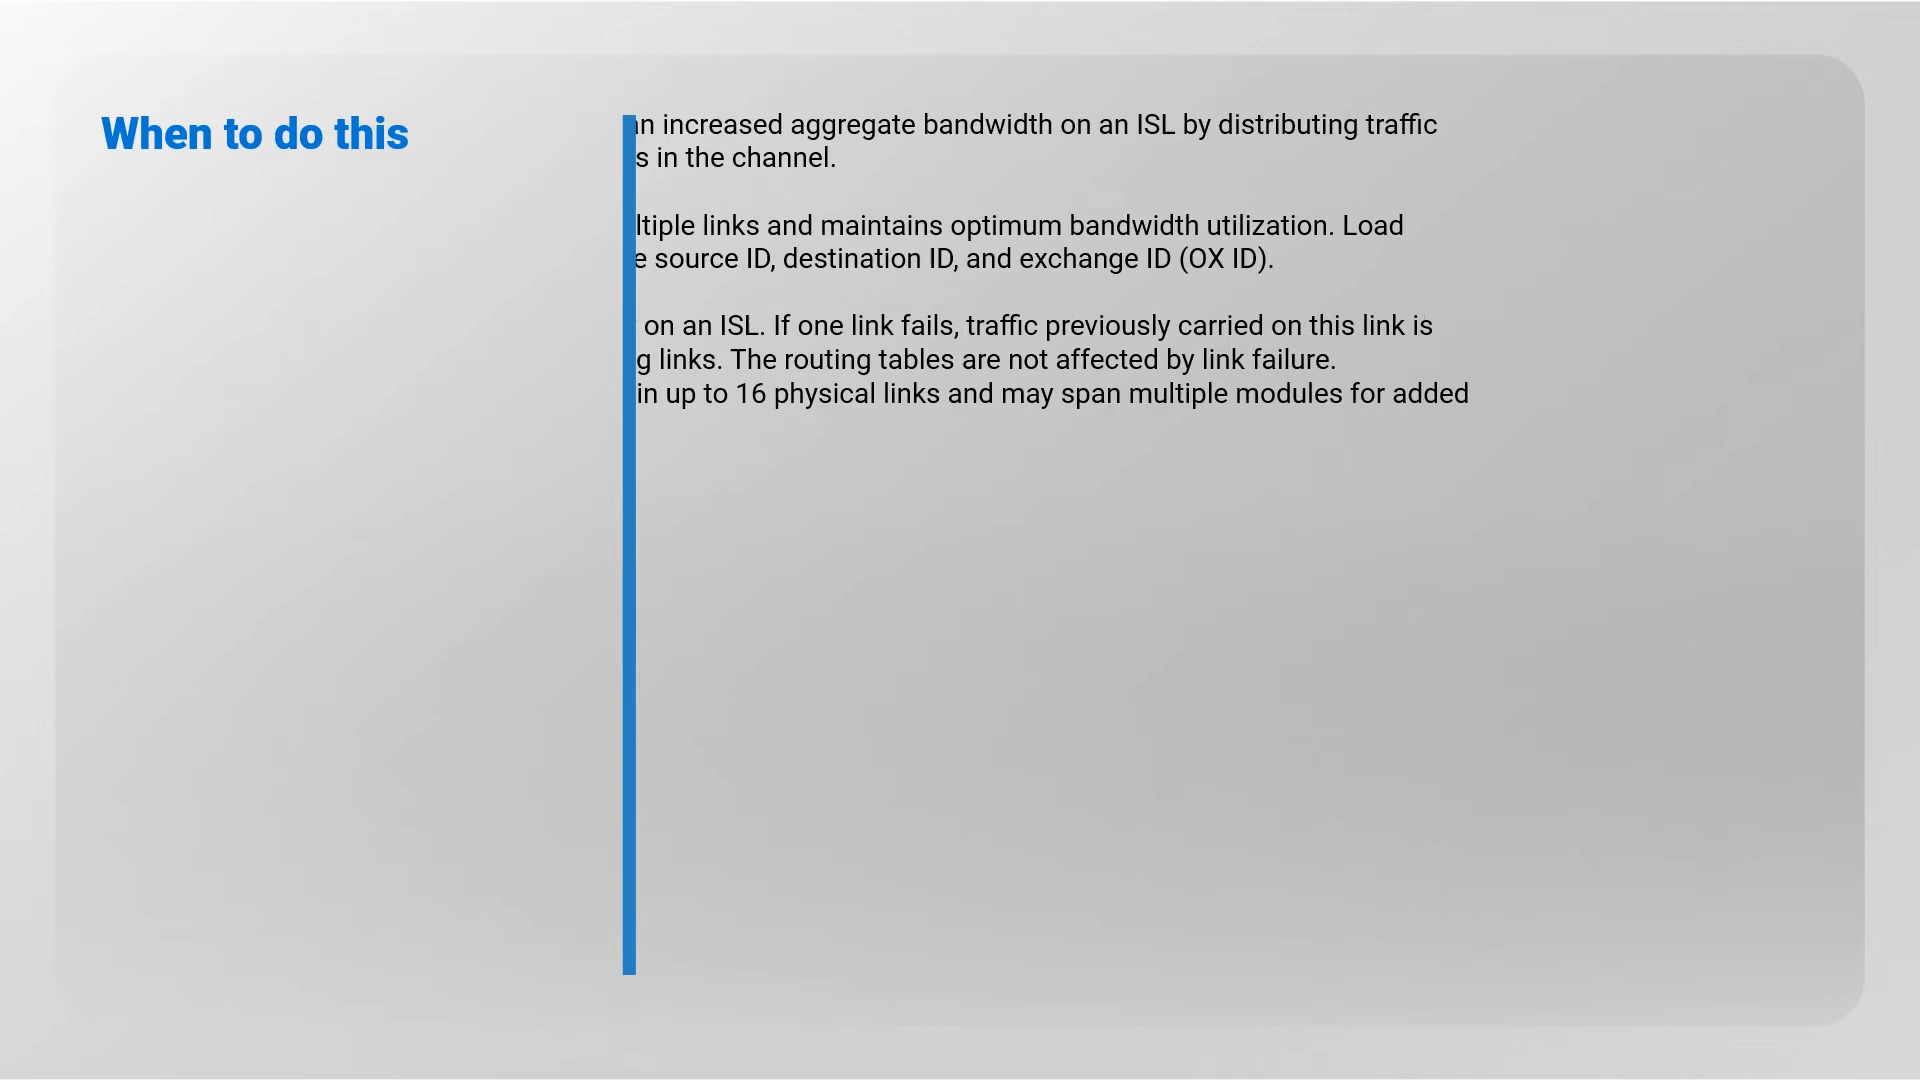 When to do this
an increased aggregate bandwidth on an ISL by distributing traffic
s in the channel.
ltiple links and maintains optimum bandwidth utilization. Load
e source ID, destination ID, and exchange ID (OX ID).
on an ISL. If one link fails, traffic previously carried on this link is
g links. The routing tables are not affected by link failure.
in up to 16 physical links and may span multiple modules for added